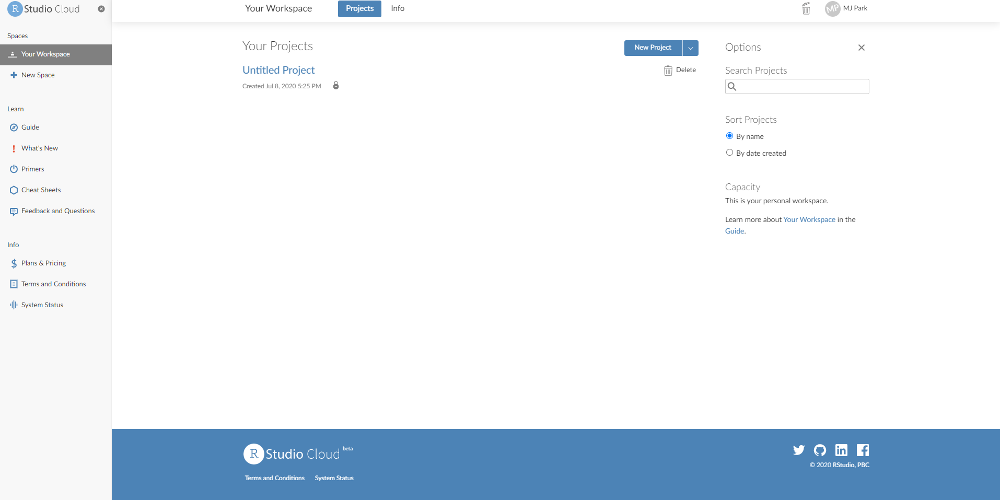 R Studio Cloud
Your Workspace
Projects
Info
MP
MJ Park
Spaces
Your Workspace
New Space
Learn
Guide
What's New
Primers
Cheat Sheets
Feedback and Questions
Info
Plans & Pricing
Terms and Conditions
System Status
Your Projects
New Project
Untitled Project
Delete
Created Jul 8, 2020 5:25 PM
Options
Search Projects
Sort Projects
By name
By date created
Capacity
This is your personal workspace.
Learn more about Your Workspace in the
Guide.
R Studio Cloud beta
Terms and Conditions
System Status
© 2020 RStudio, PBC